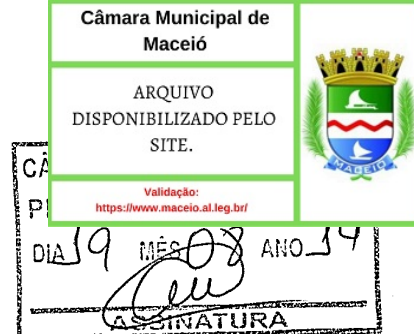 Câmara Municipal de
Maceió
ARQUIVO
DISPONIBILIZADO PELO
SITE.
Validação:
https://www.maceio.al.leg.br/
MACEIÓ
DIA 19 MÊS 08 ANO 14
ASSINATURA